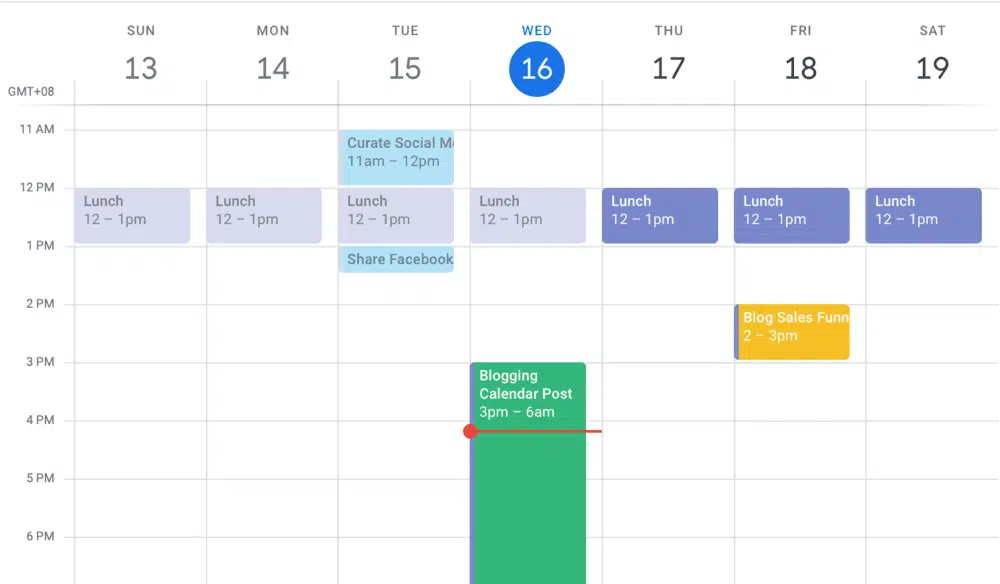 SUN MON TUE WED THU FRI SAT
13 14 15 16 17 18 19
GMT+08
11 AM
Curate Social M
11am – 12pm
12 PM
Lunch Lunch Lunch Lunch Lunch Lunch Lunch
12 – 1pm 12 – 1pm 12 – 1pm 12 – 1pm 12 – 1pm 12 – 1pm 12 – 1pm
1 PM
Share Facebook
2 PM
Blog Sales Funn
2 – 3pm
3 PM
Blogging
Calendar Post
3pm – 6am
4 PM
5 PM
6 PM